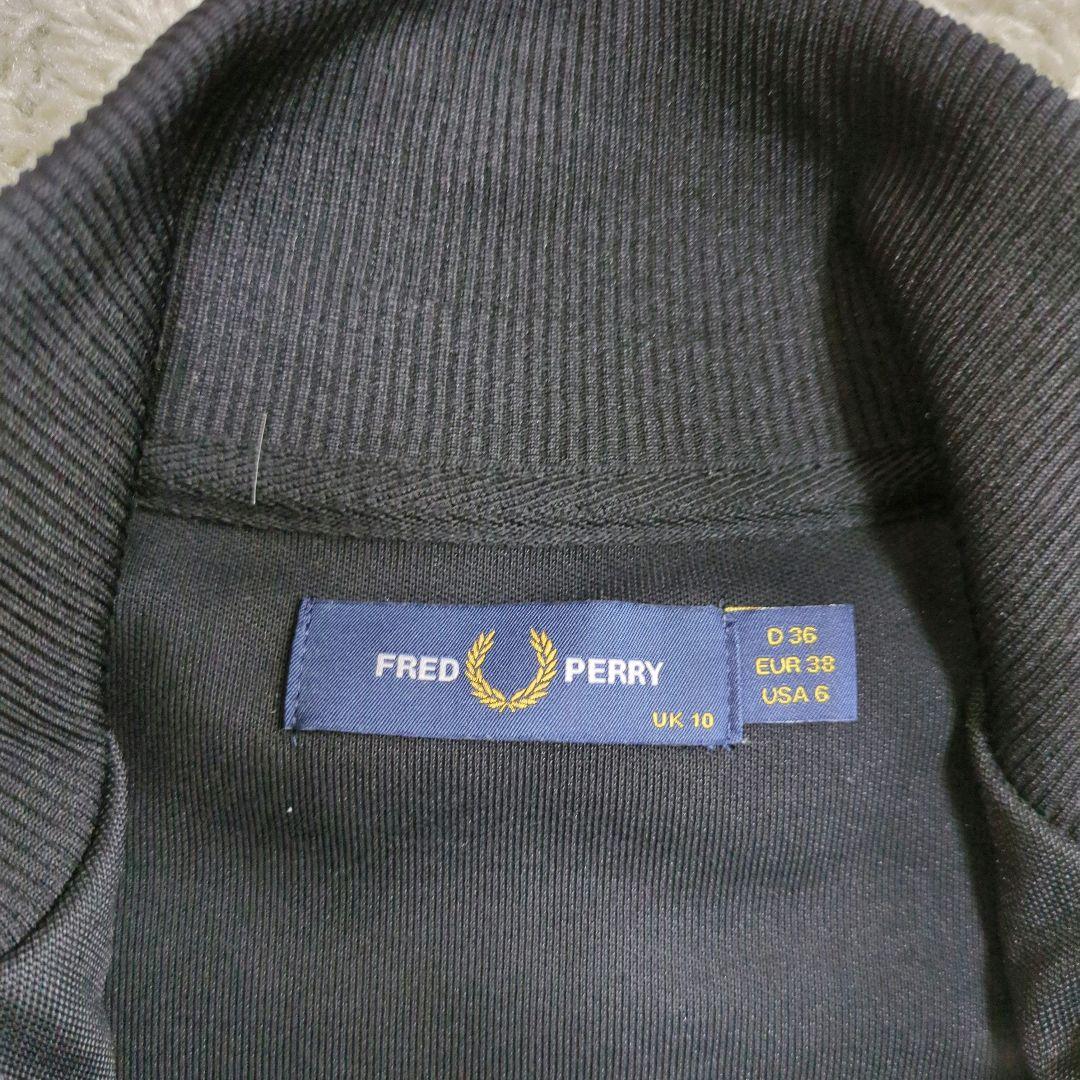 FRED PERRY
UK 10
D 36
EUR 38
USA 6